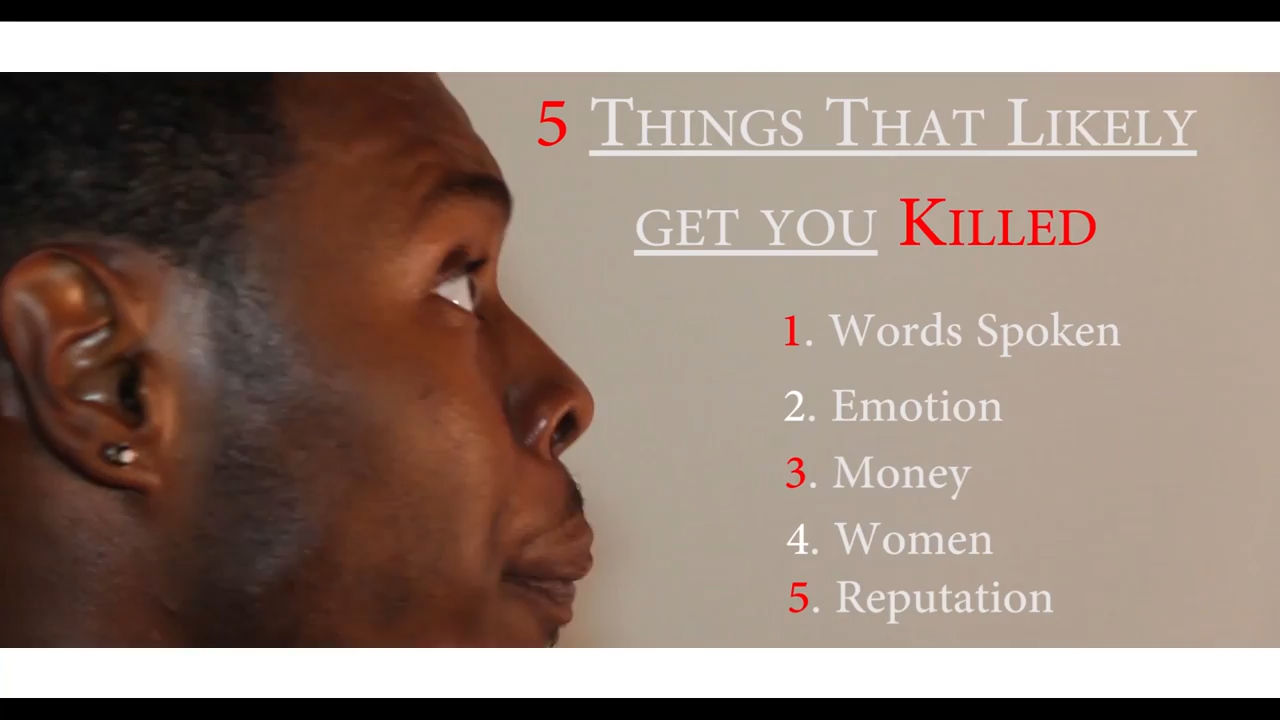 5 Things That Likely
get you Killed
1. Words Spoken
2. Emotion
3. Money
4. Women
5. Reputation